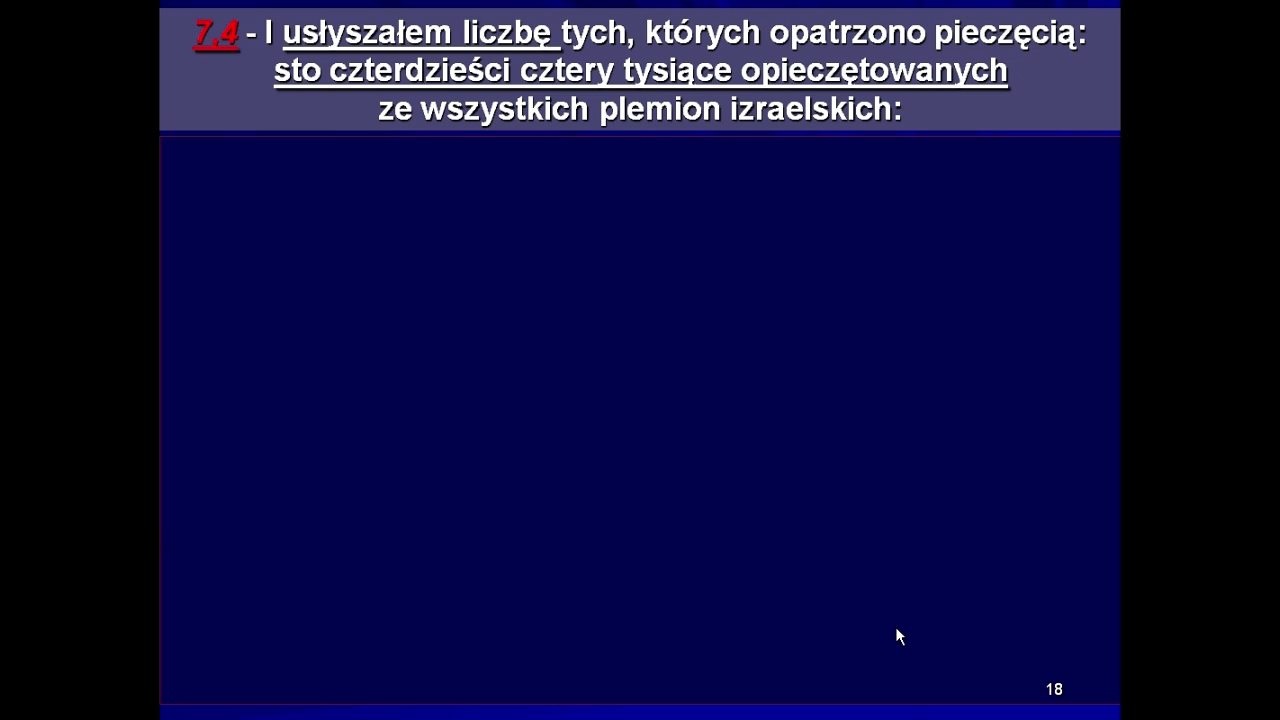 7,4 - I usłyszałem liczbę tych, których opatrzono pieczęcią:
sto czterdzieści cztery tysiące opieczętowanych
ze wszystkich plemion izraelskich:
18